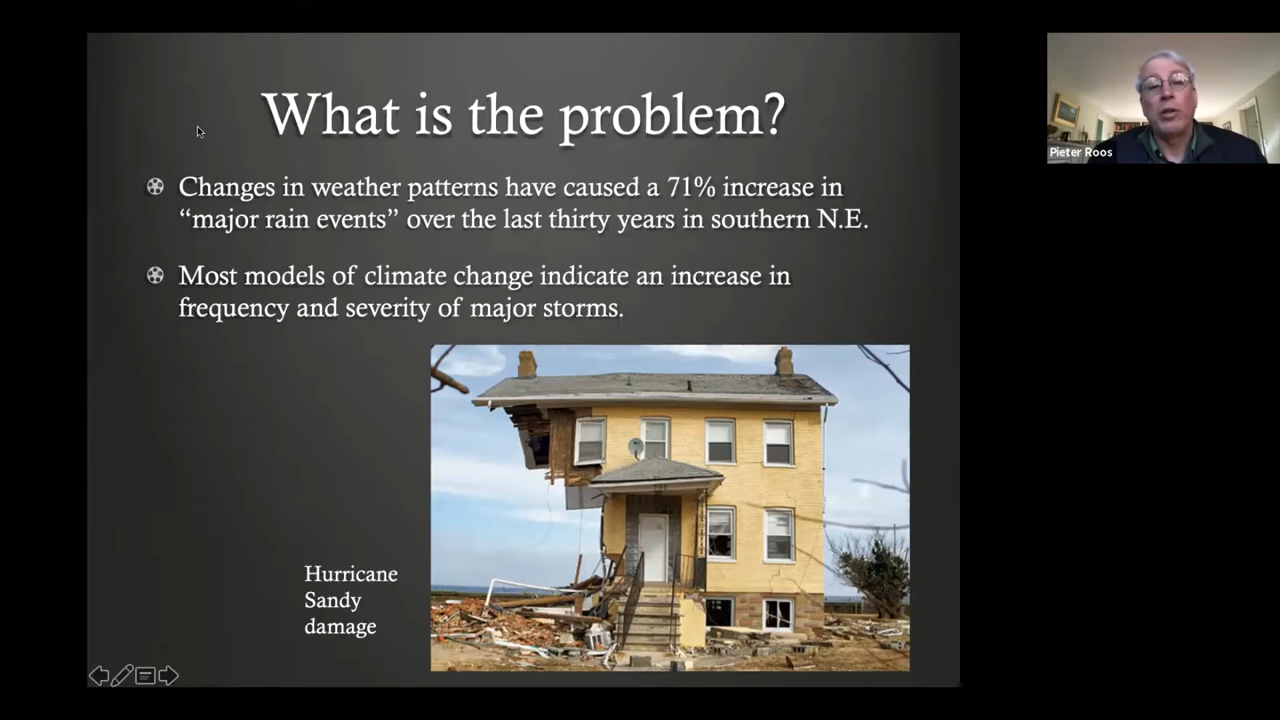 What is the problem?
Changes in weather patterns have caused a 71% increase in
“major rain events” over the last thirty years in southern N.E.
Most models of climate change indicate an increase in
frequency and severity of major storms.
Hurricane
Sandy
damage
Pieter Roos